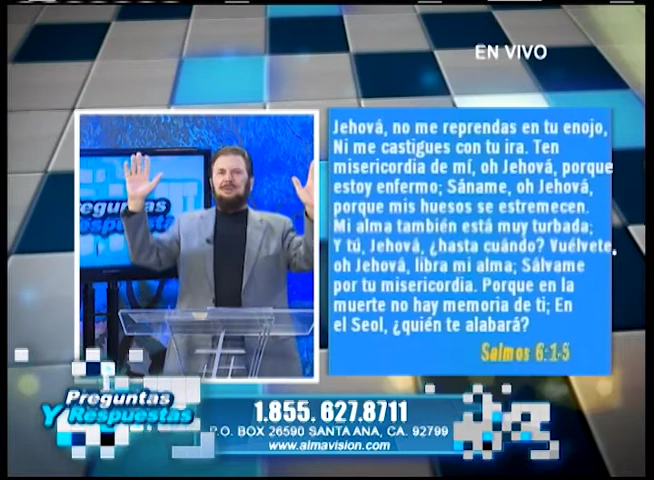 EN VIVO
Jehová, no me reprendas en tu enojo,
Ni me castigues con tu ira. Ten
misericordia de mí, oh Jehová, porque
estoy enfermo; Sáname, oh Jehová,
porque mis huesos se estremecen.
Mi alma también está muy turbada;
Y tú, Jehová, ¿hasta cuándo? Vuélvete,
oh Jehová, libra mi alma; Sálvame
por tu misericordia. Porque en la
muerte no hay memoria de ti; En
el Seol, ¿quién te alabará?
Salmos 6:1-5
eguntas
espuestas
Preguntas
Y Respuestas
1.855. 627.8711
P.O. BOX 26590 SANTA ANA, CA. 92799
www.almavision.com